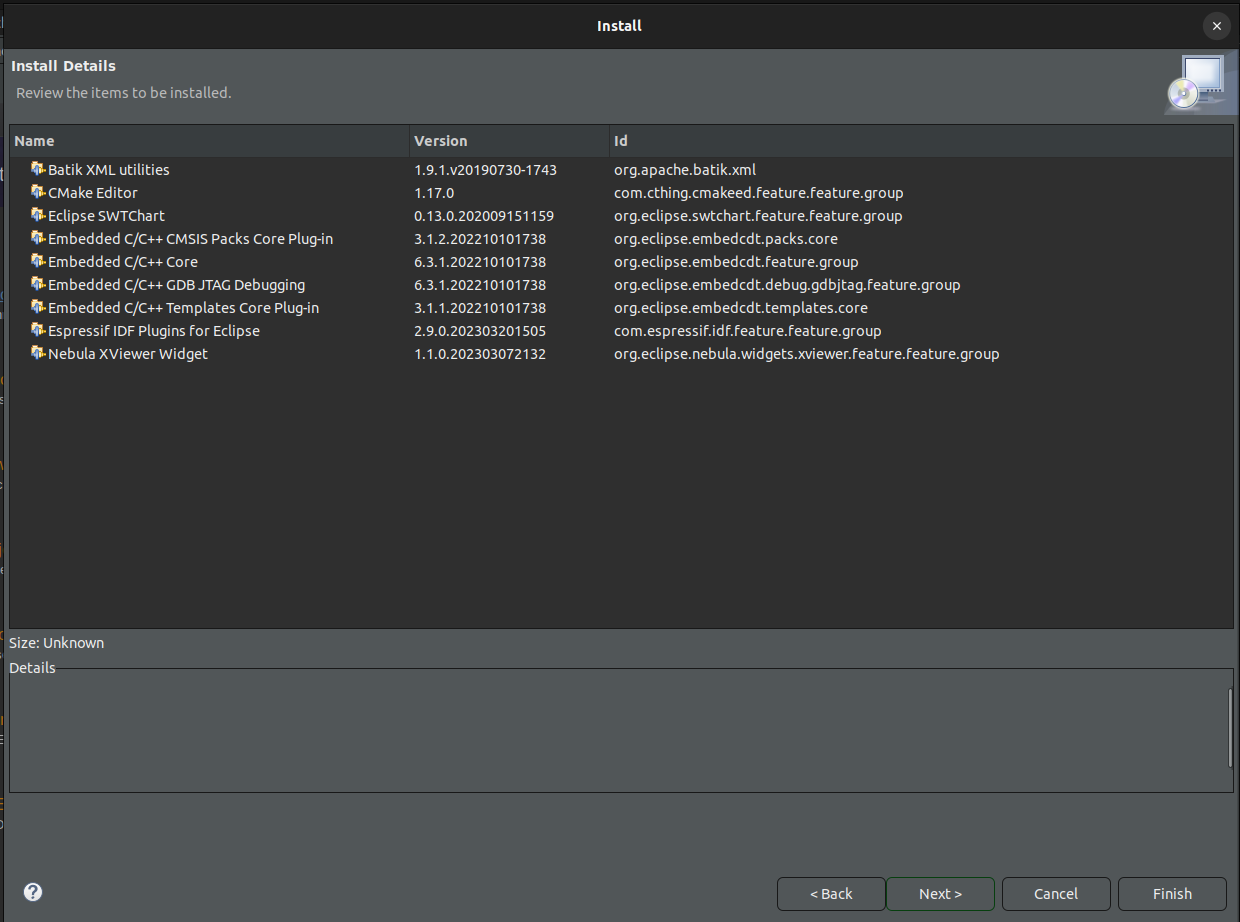 Install
Install Details
Review the items to be installed.
Name Version Id
Batik XML utilities 1.9.1.v20190730-1743 org.apache.batik.xml
CMake Editor 1.17.0 com.cthing.cmakeed.feature.feature.group
Eclipse SWTChart 0.13.0.202009151159 org.eclipse.swtchart.feature.feature.group
Embedded C/C++ CMSIS Packs Core Plug-in 3.1.2.202210101738 org.eclipse.embedcdt.packs.core
Embedded C/C++ Core 6.3.1.202210101738 org.eclipse.embedcdt.feature.group
Embedded C/C++ GDB JTAG Debugging 6.3.1.202210101738 org.eclipse.embedcdt.debug.gdbjtag.feature.group
Embedded C/C++ Templates Core Plug-in 3.1.1.202210101738 org.eclipse.embedcdt.templates.core
Espressif IDF Plugins for Eclipse 2.9.0.202303201505 com.espressif.idf.feature.feature.group
Nebula XViewer Widget 1.1.0.202303072132 org.eclipse.nebula.widgets.xviewer.feature.feature.group
Size: Unknown
Details
? < Back Next > Cancel Finish